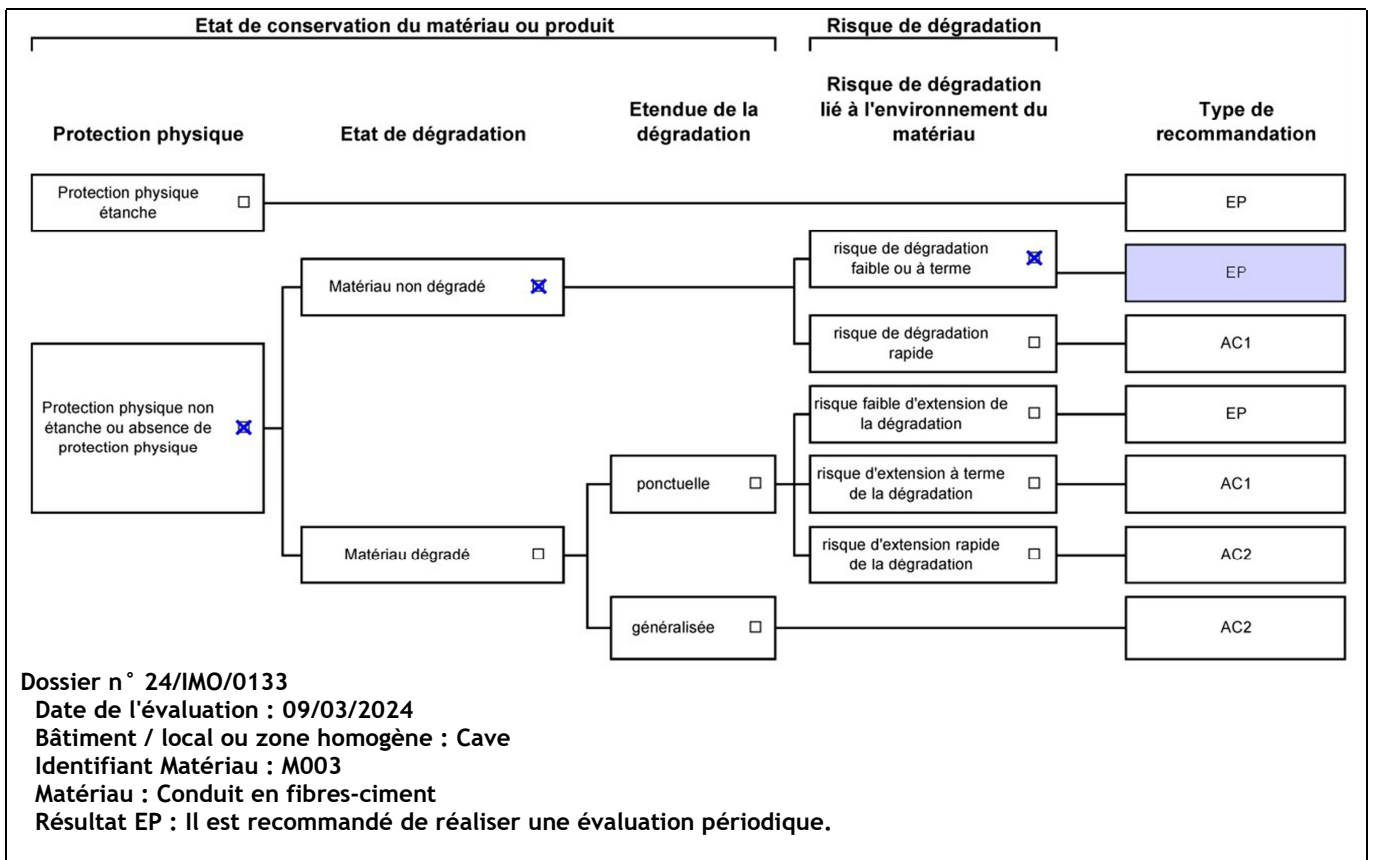 Etat de conservation du matériau ou produit
Risque de dégradation
Protection physique
Etat de dégradation
Etendue de la
dégradation
Risque de dégradation
lié à l'environnement du
matériau
Type de
recommandation
Protection physique
étanche
EP
risque de dégradation
faible ou à terme
EP
Matériau non dégradé
risque de dégradation
rapide
AC1
Protection physique non
étanche ou absence de
protection physique
risque faible d'extension de
la dégradation
EP
ponctuelle
risque d'extension à terme
de la dégradation
AC1
Matériau dégradé
risque d'extension rapide
de la dégradation
AC2
généralisée
AC2
Dossier n° 24/IMO/0133
Date de l'évaluation : 09/03/2024
Bâtiment / local ou zone homogène : Cave
Identifiant Matériau : M003
Matériau : Conduit en fibres-ciment
Résultat EP : Il est recommandé de réaliser une évaluation périodique.